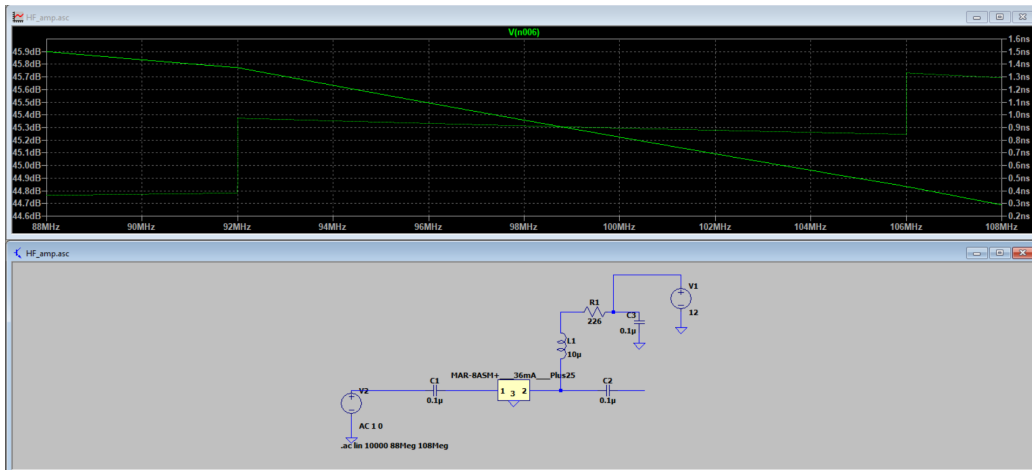 HF_amp.asc
V(n006)
45.9dB
45.8dB
45.7dB
45.6dB
45.5dB
45.4dB
45.3dB
45.2dB
45.1dB
45.0dB
44.9dB
44.8dB
44.7dB
44.6dB
1.6ns
1.5ns
1.4ns
1.3ns
1.2ns
1.1ns
1.0ns
0.9ns
0.8ns
0.7ns
0.6ns
0.5ns
0.4ns
0.3ns
0.2ns
88MHz 90MHz 92MHz 94MHz 96MHz 98MHz 100MHz 102MHz 104MHz 106MHz 108MHz
HF_amp.asc
V1
12
R1
226
C3
0.1µ
L1
10µ
MAR-8ASM+___36mA___Plus25
C1
0.1µ
1 3 2
C2
0.1µ
V2
AC 1 0
.ac lin 10000 88Meg 108Meg